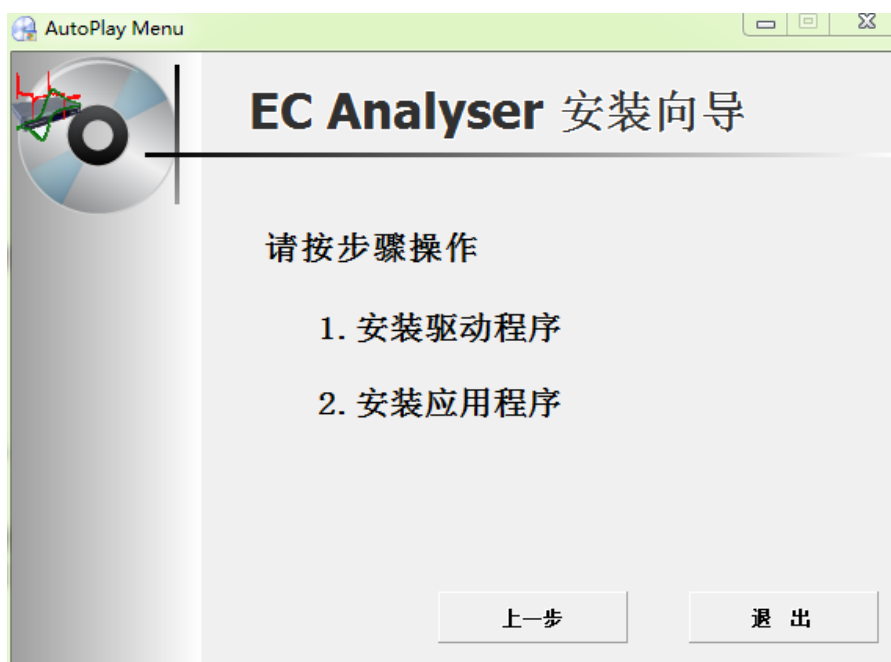 AutoPlay Menu
EC Analyser 安装向导
请按步骤操作
1. 安装驱动程序
2. 安装应用程序
上一步
退 出